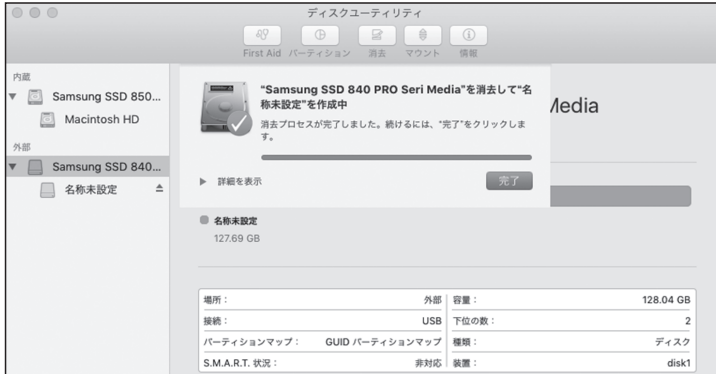 ディスクユーティリティ
First Aid パーティション 消去 マウント 情報
内蔵
Samsung SSD 850...
Macintosh HD
外部
Samsung SSD 840...
名称未設定
"Samsung SSD 840 PRO Seri Media"を消去して"名
称未設定"を作成中
消去プロセスが完了しました。続けるには、"完了"をクリックしま
す。
詳細を表示
完了
Media
名称未設定
127.69 GB
場所： 外部 容量： 128.04 GB
接続： USB 下位の数： 2
パーティションマップ： GUID パーティションマップ 種類： ディスク
S.M.A.R.T. 状況： 非対応 装置： disk1